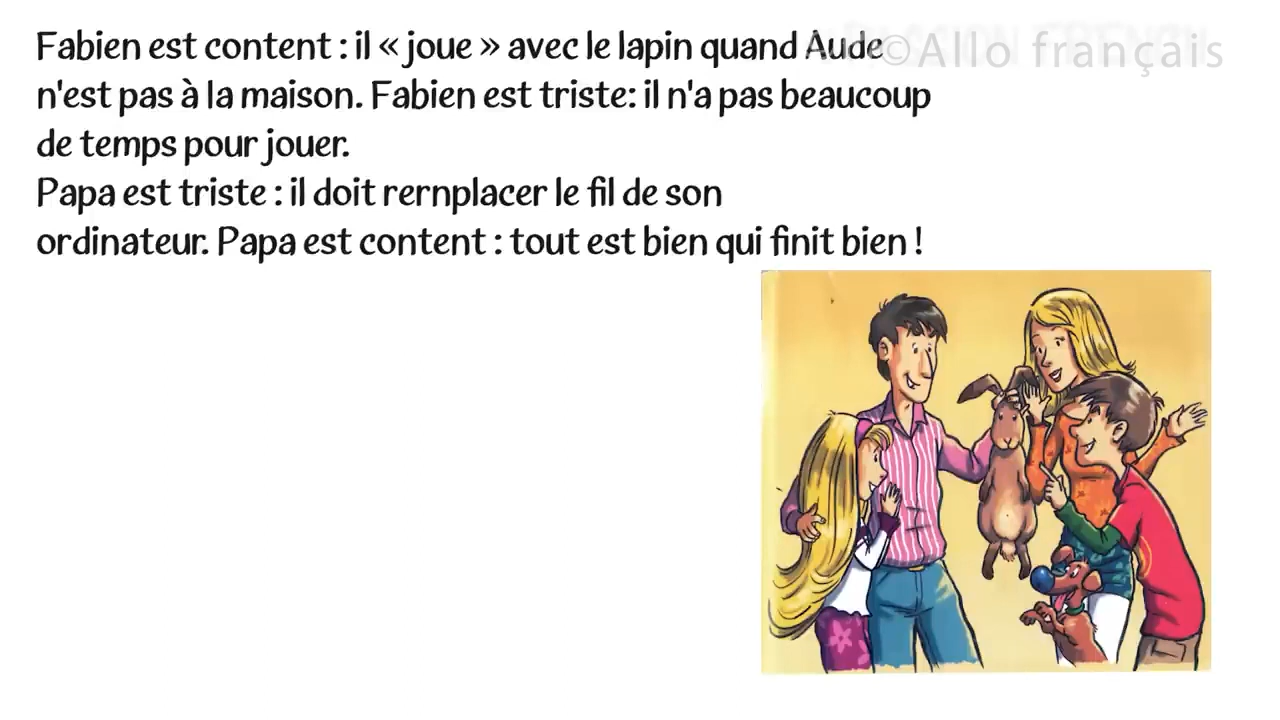 Fabien est content : il « joue » avec le lapin quand Aude
©Allo français
n'est pas à la maison. Fabien est triste: il n'a pas beaucoup
de temps pour jouer.
Papa est triste : il doit rernplacer le fil de son
ordinateur. Papa est content : tout est bien qui finit bien !